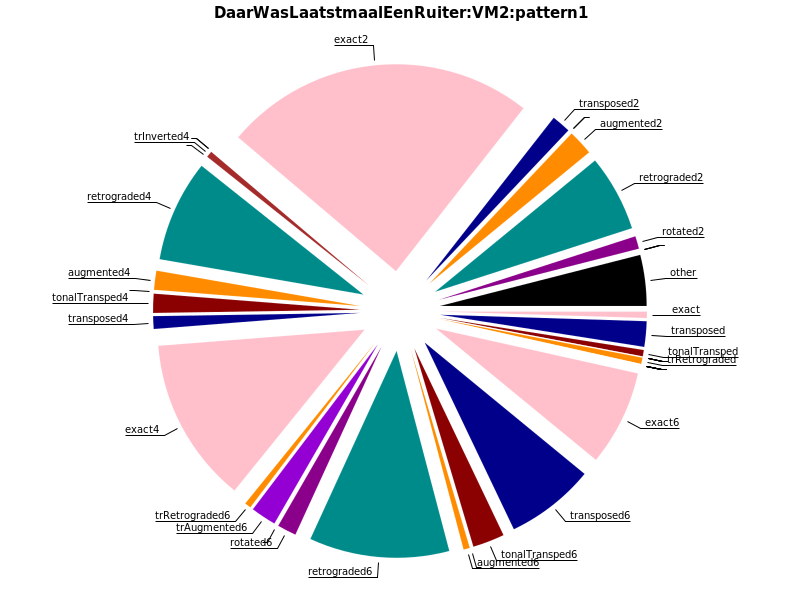 DaarWasLaatstmaalEenRuiter:VM2:pattern1
exact2
transposed2
augmented2
trInverted4
retrograded2
retrograded4
rotated2
augmented4
other
tonalTransped4
exact
transposed4
transposed
tonalTransped
trRetrograded
exact6
exact4
trRetrograded6
transposed6
trAugmented6
rotated6
tonalTransped6
augmented6
retrograded6